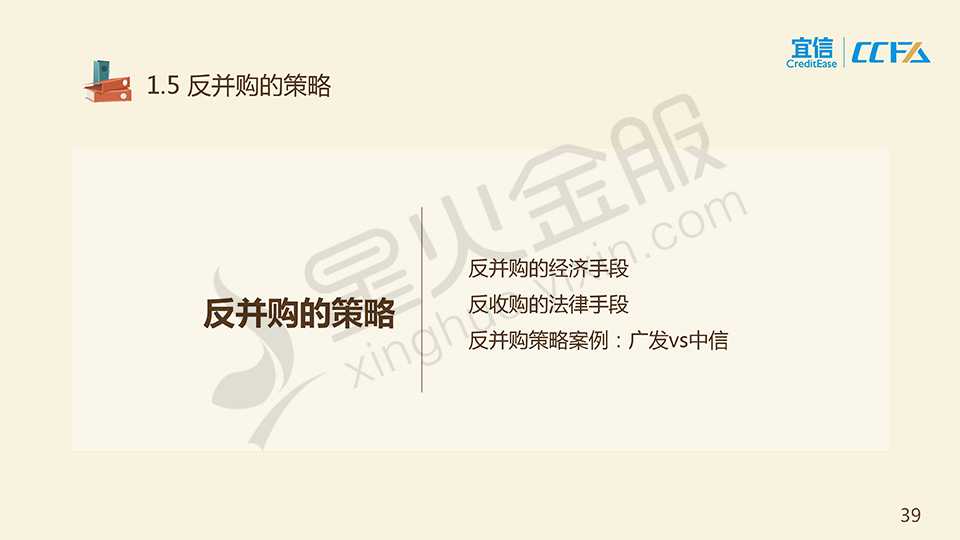 宜信
CreditEase
CCFA
1.5 反并购的策略
星火金服
xinghuo.yixin.com
反并购的策略
反并购的经济手段
反收购的法律手段
反并购策略案例：广发vs中信
39